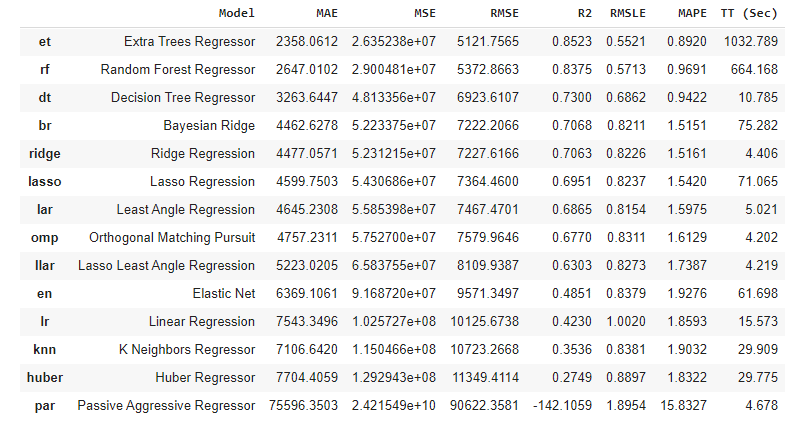 Model MAE MSE RMSE R2 RMSLE MAPE TT (Sec)
et Extra Trees Regressor 2358.0612 2.635238e+07 5121.7565 0.8523 0.5521 0.8920 1032.789
rf Random Forest Regressor 2647.0102 2.900481e+07 5372.8663 0.8375 0.5713 0.9691 664.168
dt Decision Tree Regressor 3263.6447 4.813356e+07 6923.6107 0.7300 0.6862 0.9422 10.785
br Bayesian Ridge 4462.6278 5.223375e+07 7222.2066 0.7068 0.8211 1.5151 75.282
ridge Ridge Regression 4477.0571 5.231215e+07 7227.6166 0.7063 0.8226 1.5161 4.406
lasso Lasso Regression 4599.7503 5.430686e+07 7364.4600 0.6951 0.8237 1.5420 71.065
lar Least Angle Regression 4645.2308 5.585398e+07 7467.4701 0.6865 0.8154 1.5975 5.021
omp Orthogonal Matching Pursuit 4757.2311 5.752700e+07 7579.9646 0.6770 0.8311 1.6129 4.202
llar Lasso Least Angle Regression 5223.0205 6.583755e+07 8109.9387 0.6303 0.8273 1.7387 4.219
en Elastic Net 6369.1061 9.168720e+07 9571.3497 0.4851 0.8379 1.9276 61.698
lr Linear Regression 7543.3496 1.025727e+08 10125.6738 0.4230 1.0020 1.8593 15.573
knn K Neighbors Regressor 7106.6420 1.150466e+08 10723.2668 0.3536 0.8381 1.9032 29.909
huber Huber Regressor 7704.4059 1.292943e+08 11349.4114 0.2749 0.8897 1.8322 29.775
par Passive Aggressive Regressor 75596.3503 2.421549e+10 90622.3581 -142.1059 1.8954 15.8327 4.678